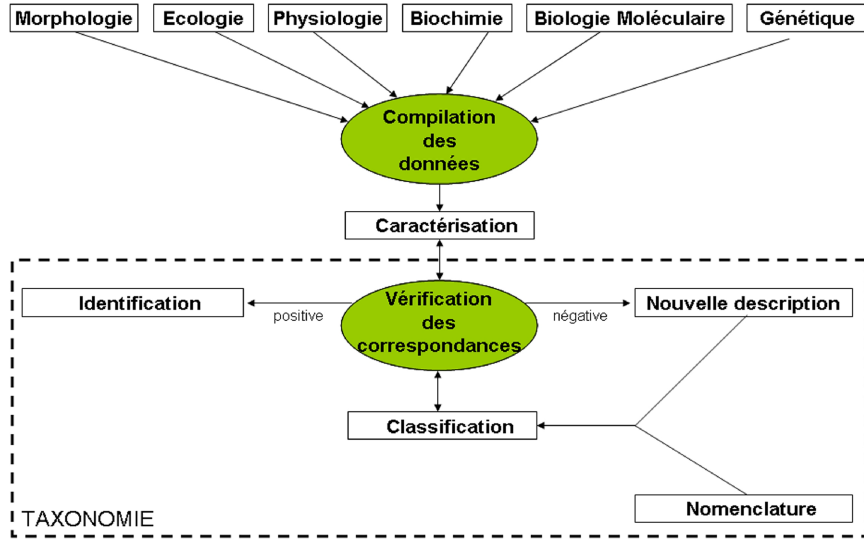 Morphologie
Ecologie
Physiologie
Biochimie
Biologie Moléculaire
Génétique
Compilation
des
données
Caractérisation
Identification
positive
Vérification
des
correspondances
négative
Nouvelle description
Classification
Nomenclature
TAXONOMIE